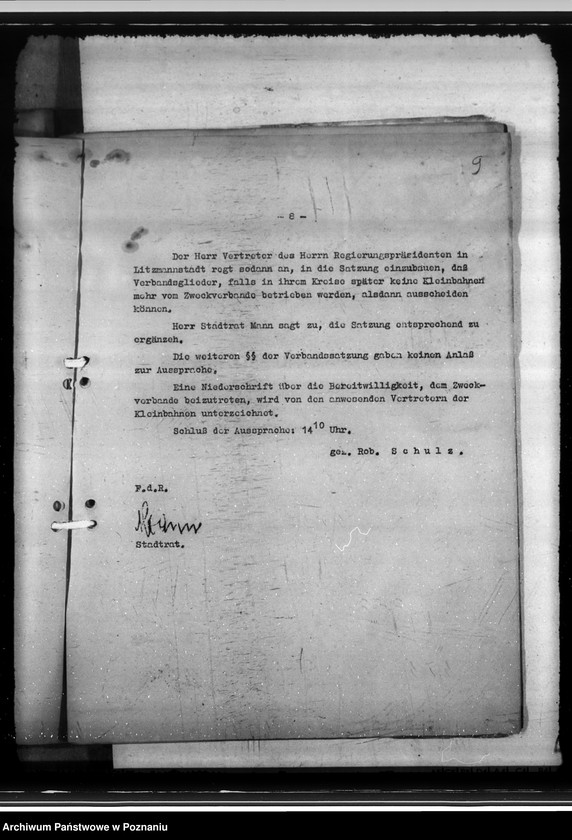 9
- 8 -
Der Herr Vertreter des Herrn Regierungspräsidenten in
Litzmannstadt regt sodann an, in die Satzung einzubauen, daß
Verbandsglieder, falls in ihrem Kreise später keine Kleinbahnen
mehr vom Zweckverbande betrieben werden, alsdann ausscheiden
können.
Herr Stadtrat Mann sagt zu, die Satzung entsprechend zu
ergänzen.
Die weiteren §§ der Verbandssatzung gaben keinen Anlaß
zur Aussprache.
Eine Niederschrift über die Bereitwilligkeit, dem Zweck-
verbande beizutreten, wird von den anwesenden Vertretern der
Kleinbahnen unterzeichnet.
Schluß der Aussprache: 14¹⁰ Uhr.
gez. Rob. S c h u l z .
F.d.R.
Mann
Stadtrat.
Archiwum Państwowe w Poznaniu